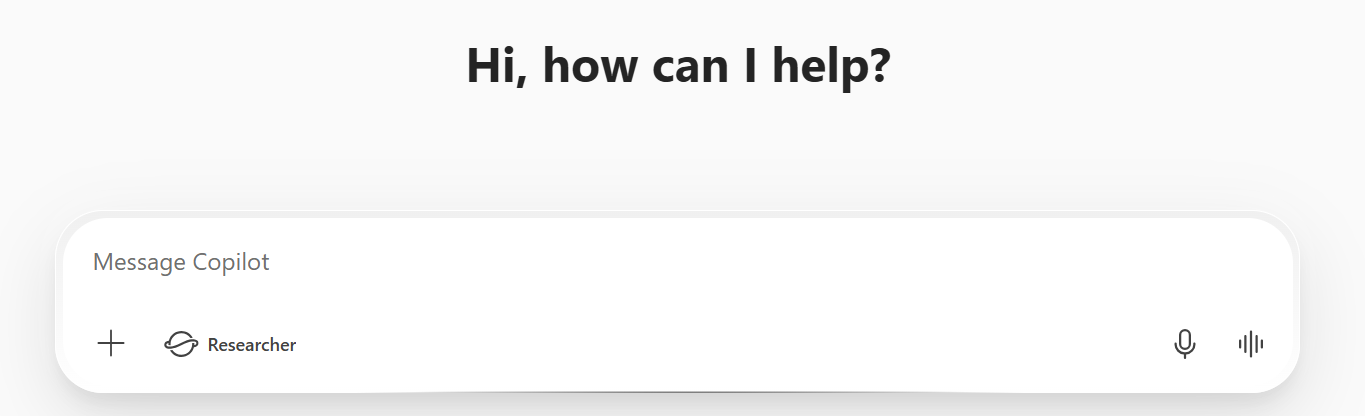 Hi, how can I help?
Message Copilot
Researcher